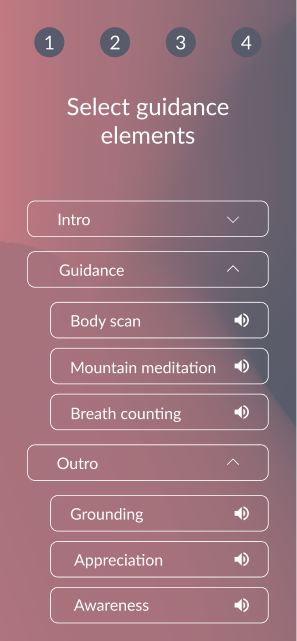 1 2 3 4
Select guidance
elements
Intro
Guidance
Body scan
Mountain meditation
Breath counting
Outro
Grounding
Appreciation
Awareness